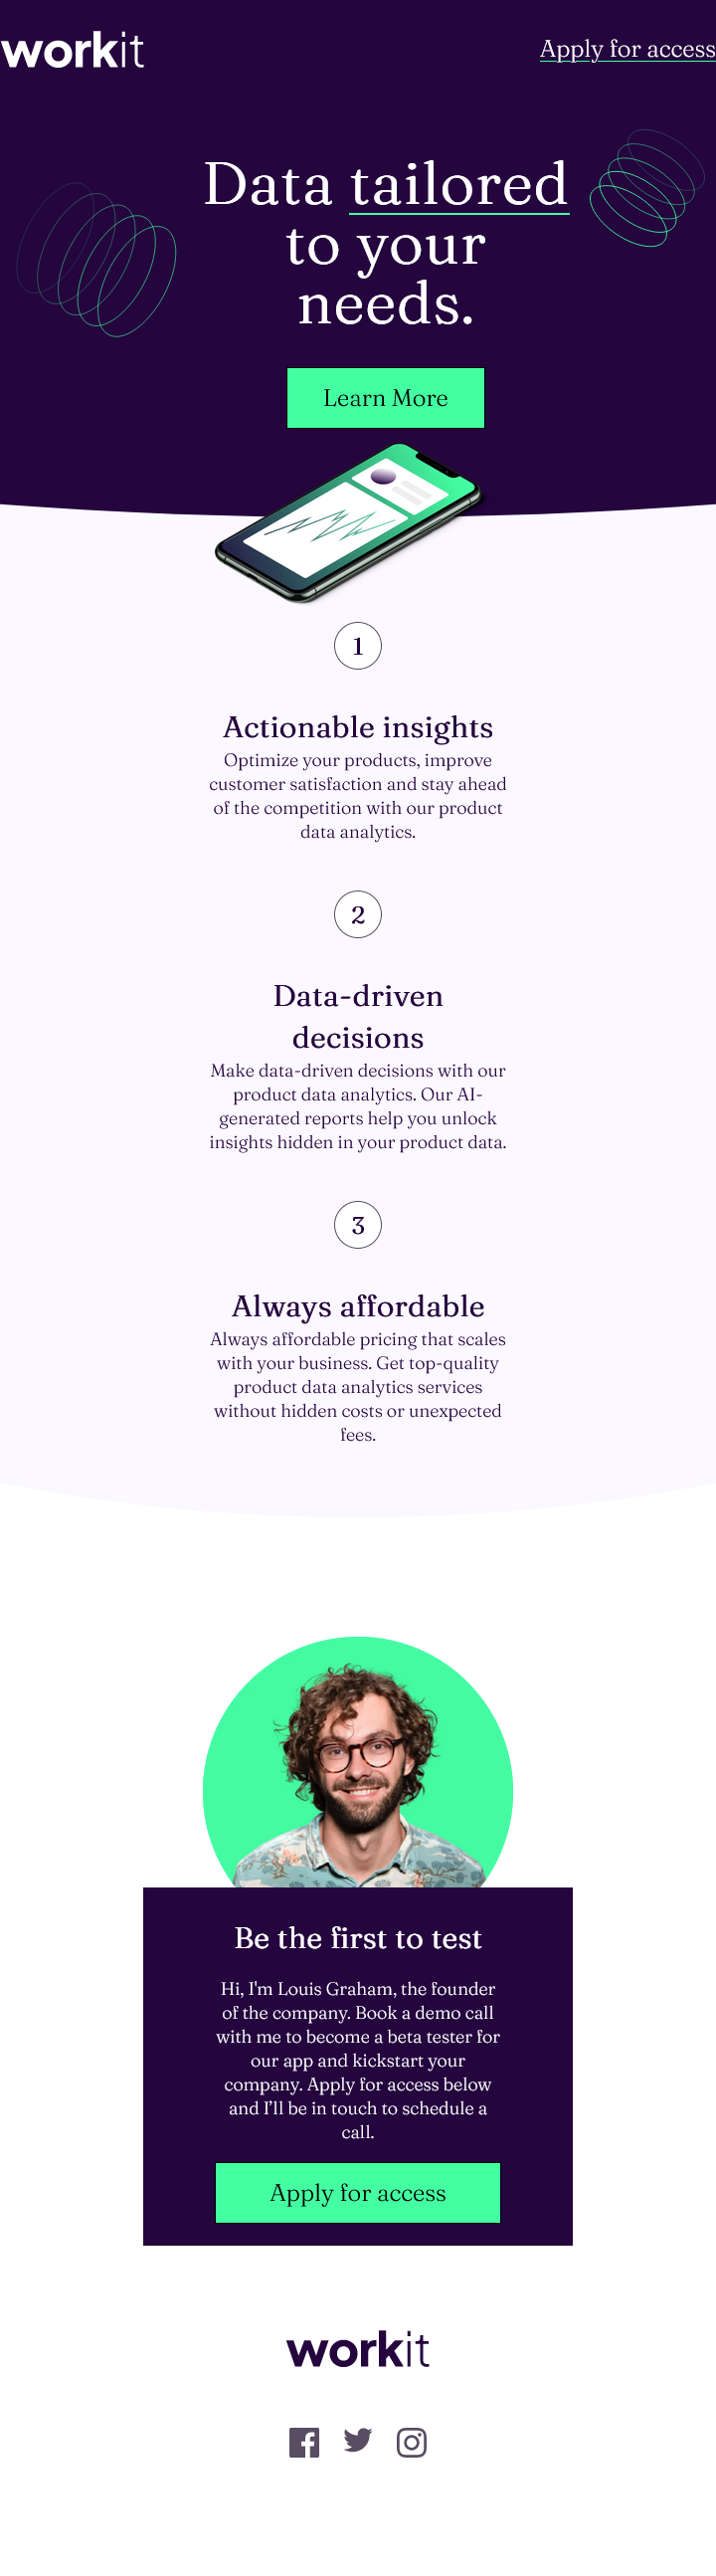 workit
Apply for access
Data tailored
to your
needs.
Learn More
1
Actionable insights
Optimize your products, improve
customer satisfaction and stay ahead
of the competition with our product
data analytics.
2
Data-driven
decisions
Make data-driven decisions with our
product data analytics. Our AI-
generated reports help you unlock
insights hidden in your product data.
3
Always affordable
Always affordable pricing that scales
with your business. Get top-quality
product data analytics services
without hidden costs or unexpected
fees.
Be the first to test
Hi, I'm Louis Graham, the founder
of the company. Book a demo call
with me to become a beta tester for
our app and kickstart your
company. Apply for access below
and I’ll be in touch to schedule a
call.
Apply for access
workit